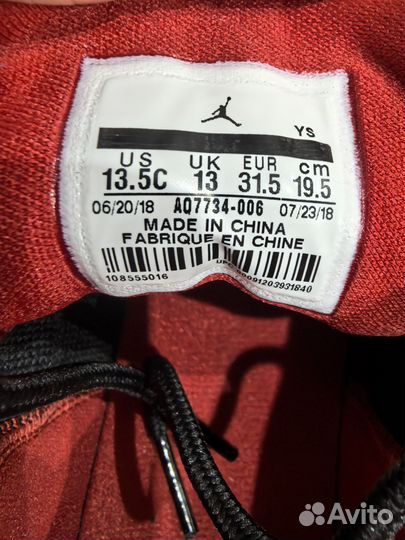 YS
US UK EUR cm
13.5C 13 31.5 19.5
06/20/18 AQ7734-006 07/23/18
MADE IN CHINA
FABRIQUE EN CHINE
108555016
Avito